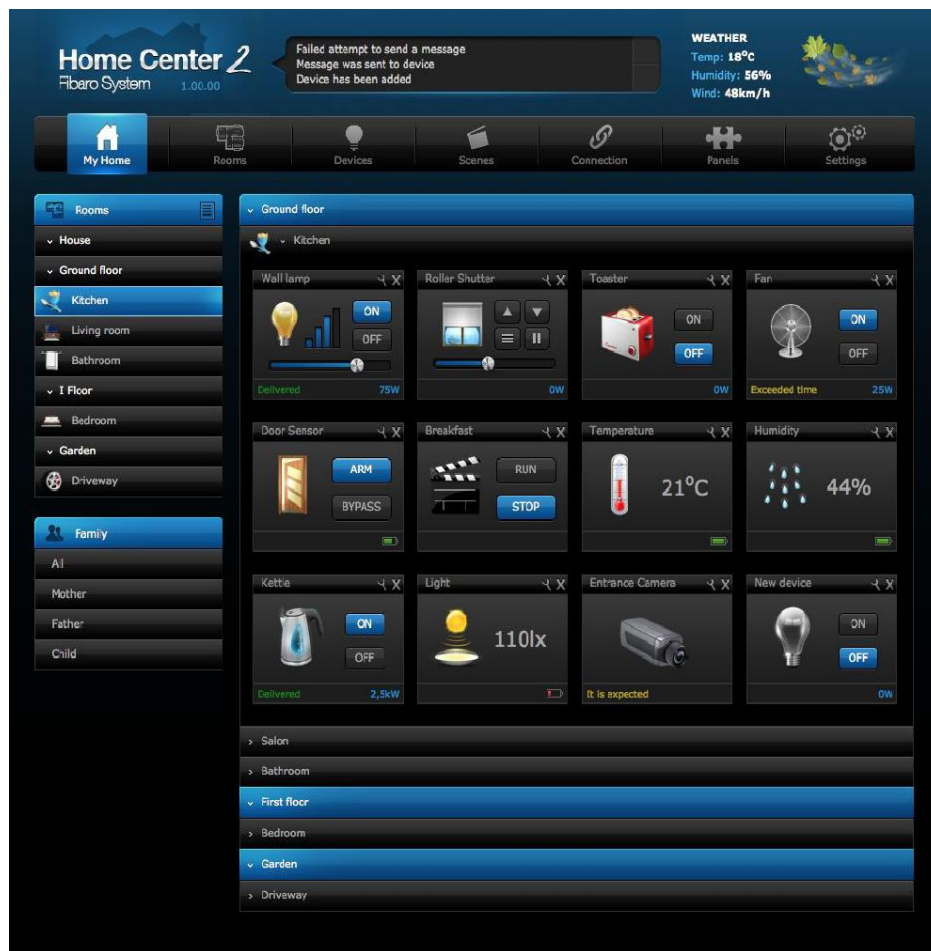 Home Center 2
Fibaro System 1.00.00
Failed attempt to send a message
Message was sent to device
Device has been added
WEATHER
Temp: 18°C
Humidity: 56%
Wind: 48km/h
My Home
Rooms
Devices
Scenes
Connection
Panels
Settings
Rooms
House
Ground floor
Kitchen
Living room
Bathroom
I Floor
Bedroom
Garden
Driveway
Family
All
Mother
Father
Child
Ground floor
Kitchen
Wall lamp
ON
OFF
Delivered 75W
Roller Shutter
0W
Toaster
ON
OFF
0W
Fan
ON
OFF
Exceeded time 25W
Door Sensor
ARM
BYPASS
Breakfast
RUN
STOP
Temperature
21°C
Humidity
44%
Kettle
ON
OFF
Delivered 2,5kW
Light
110lx
Entrance Camera
It is expected
New device
ON
OFF
0W
Salon
Bathroom
First floor
Bedroom
Garden
Driveway